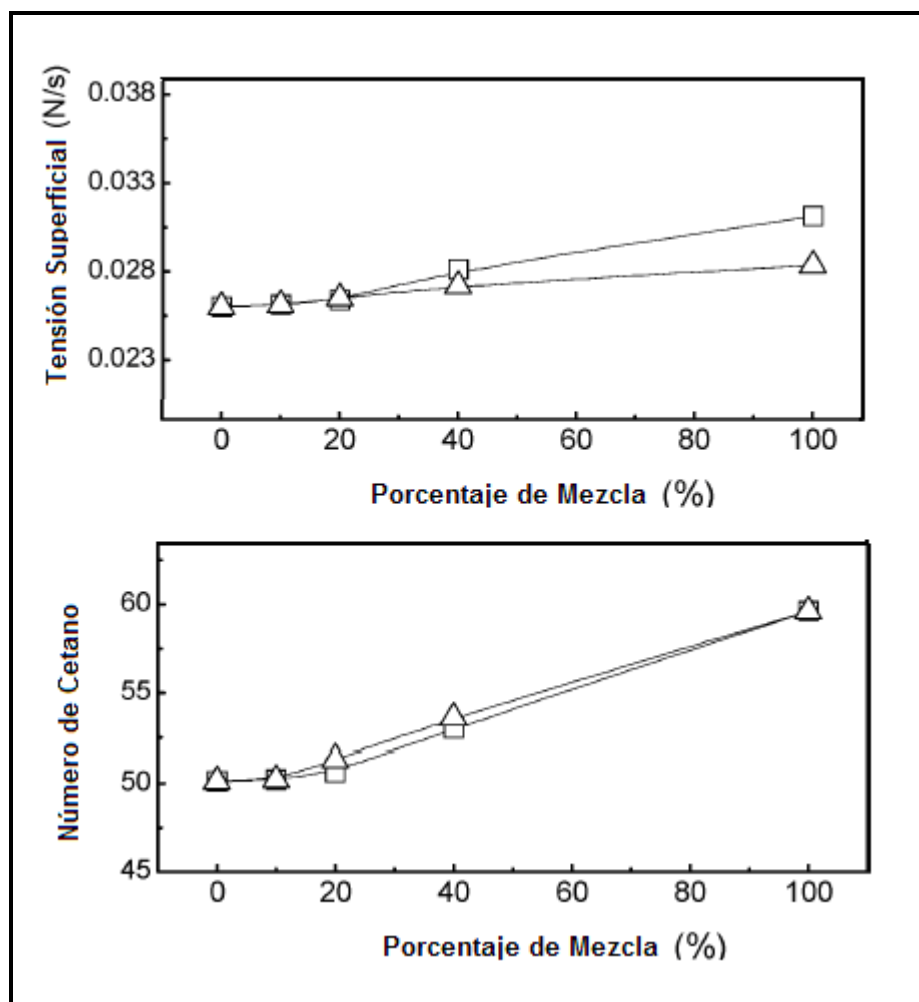 Tensión Superficial (N/s)
0.038
0.033
0.028
0.023
0 20 40 60 80 100
Porcentaje de Mezcla (%)
Número de Cetano
60
55
50
45
0 20 40 60 80 100
Porcentaje de Mezcla (%)